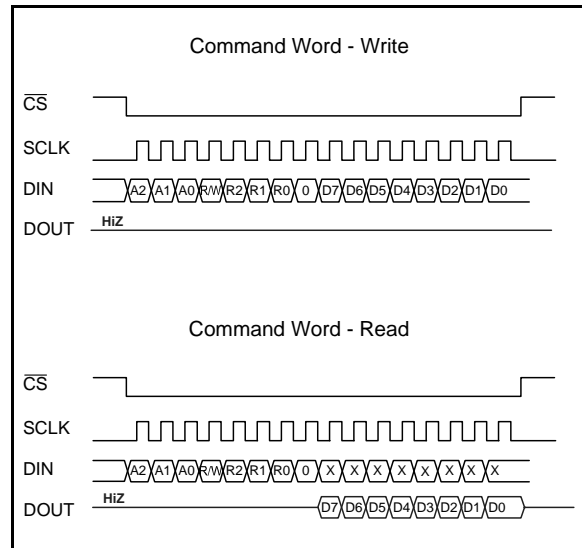 Command Word - Write
CS
SCLK
DIN A2 A1 A0 R/W R2 R1 R0 0 D7 D6 D5 D4 D3 D2 D1 D0
DOUT HiZ
Command Word - Read
CS
SCLK
DIN A2 A1 A0 R/W R2 R1 R0 0 X X X X X X X X
DOUT HiZ D7 D6 D5 D4 D3 D2 D1 D0